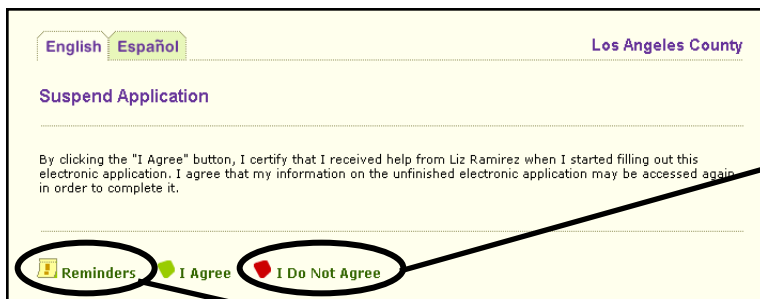 English Español Los Angeles County
Suspend Application
By clicking the "I Agree" button, I certify that I received help from Liz Ramirez when I started filling out this
electronic application. I agree that my information on the unfinished electronic application may be accessed again
in order to complete it.
Reminders I Agree I Do Not Agree